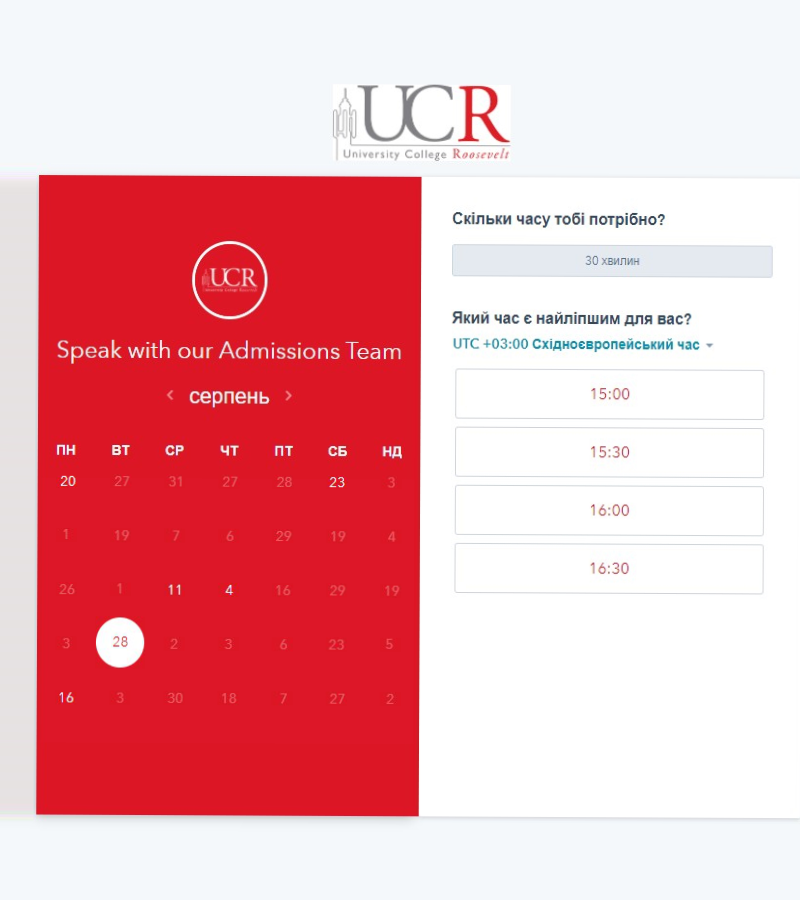 UCR
University College Roosevelt
UCR
Speak with our Admissions Team
серпень
ПН ВТ СР ЧТ ПТ СБ НД
20 27 31 27 28 23 3
1 19 7 6 29 19 4
26 1 11 4 16 29 19
3 28 2 3 6 23 5
16 3 30 18 7 27 2
Скільки часу тобі потрібно?
30 хвилин
Який час є найліпшим для вас?
UTC +03:00 Східноєвропейський час
15:00
15:30
16:00
16:30